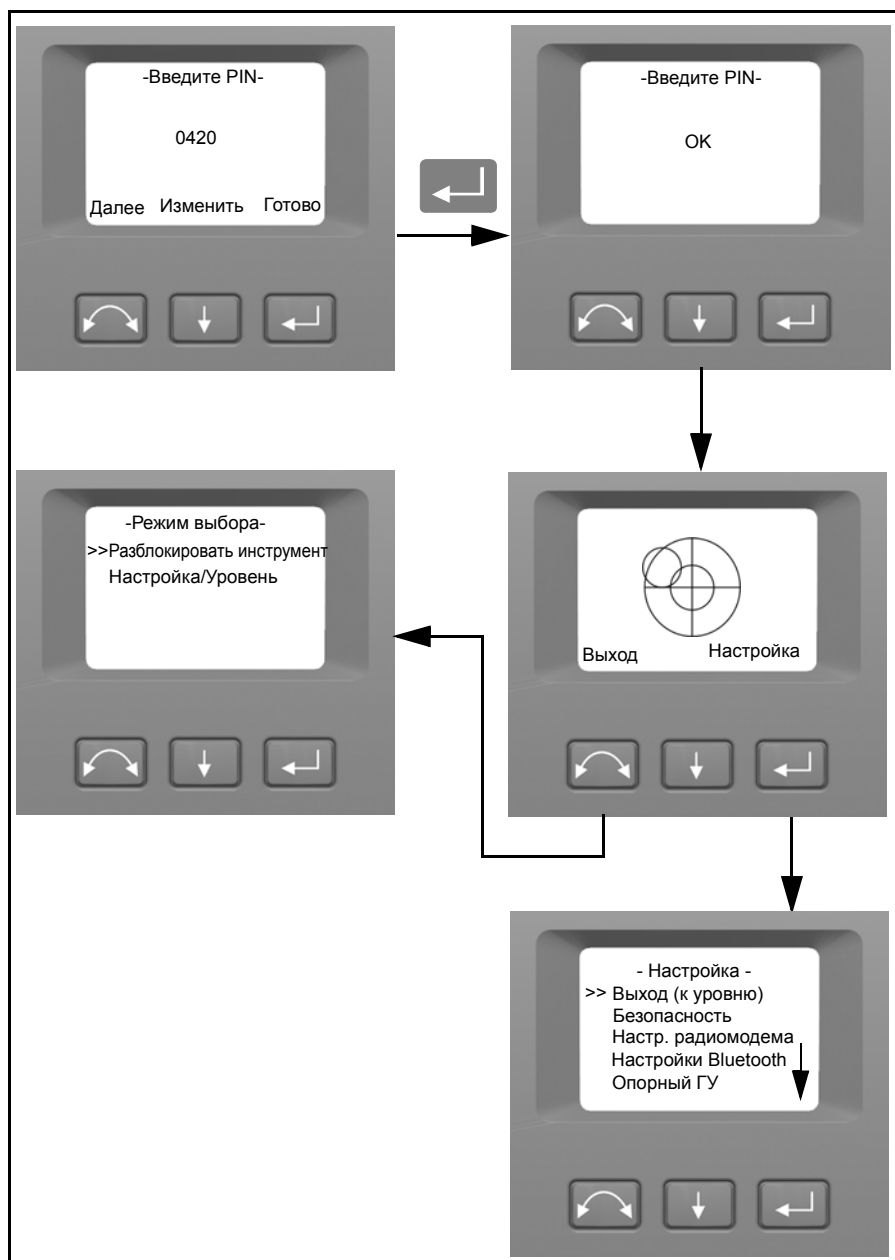 -Введите PIN-
0420
Далее Изменить Готово
-Введите PIN-
OK
-Режим выбора-
>>Разблокировать инструмент
Настройка/Уровень
Выход Настройка
- Настройка -
>> Выход (к уровню)
Безопасность
Настр. радиомодема
Настройки Bluetooth
Опорный ГУ